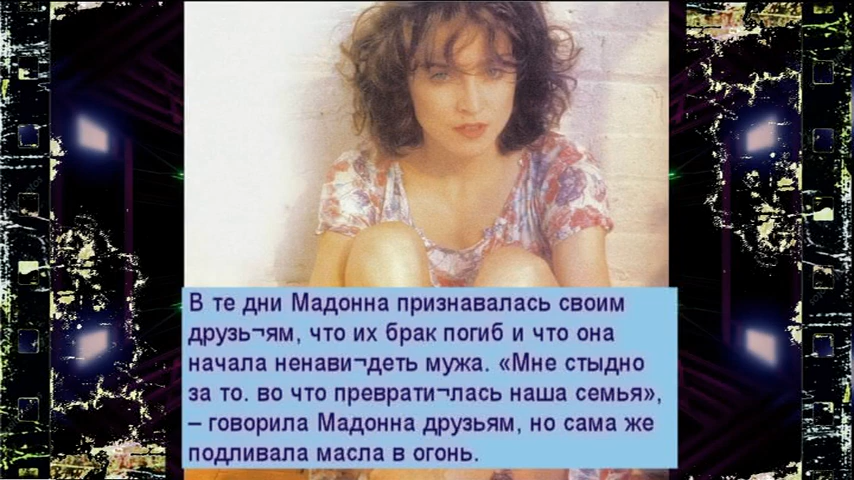 В те дни Мадонна признавалась своим
друзь¬ям, что их брак погиб и что она
начала ненави¬деть мужа. «Мне стыдно
за то. во что преврати¬лась наша семья»,
– говорила Мадонна друзьям, но сама же
подливала масла в огонь.